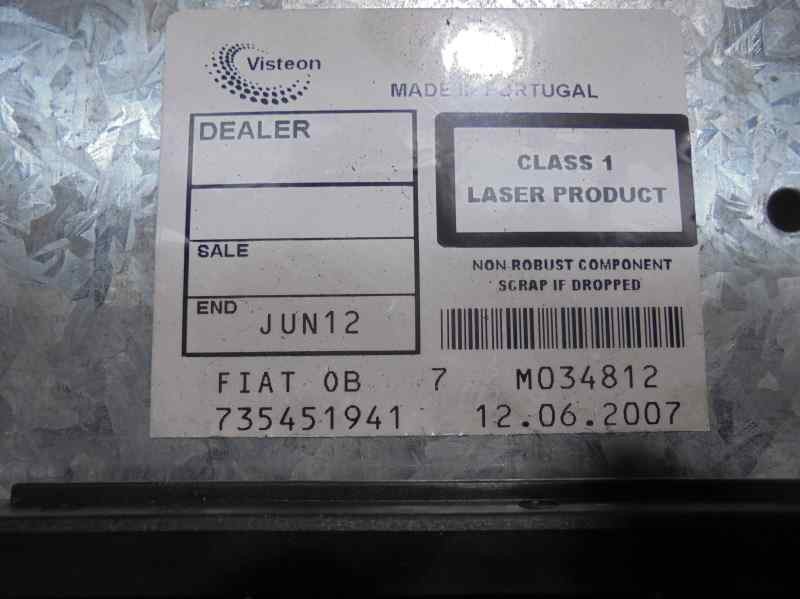 Visteon
MADE IN PORTUGAL
DEALER
SALE
END JUN12
CLASS 1
LASER PRODUCT
NON ROBUST COMPONENT
SCRAP IF DROPPED
FIAT 0B 7 M034812
735451941 12.06.2007